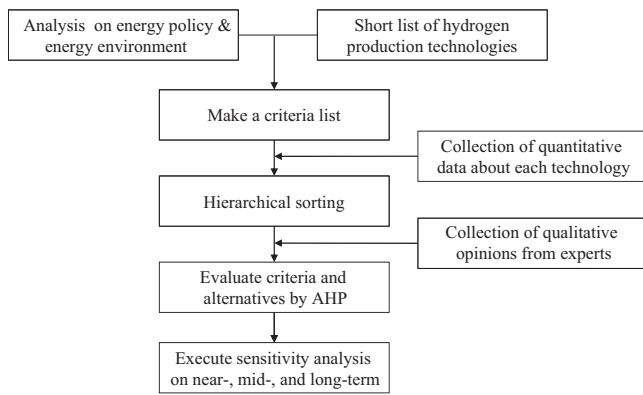 Analysis on energy policy &
energy environment
Short list of hydrogen
production technologies
Make a criteria list
Collection of quantitative
data about each technology
Hierarchical sorting
Collection of qualitative
opinions from experts
Evaluate criteria and
alternatives by AHP
Execute sensitivity analysis
on near-, mid-, and long-term